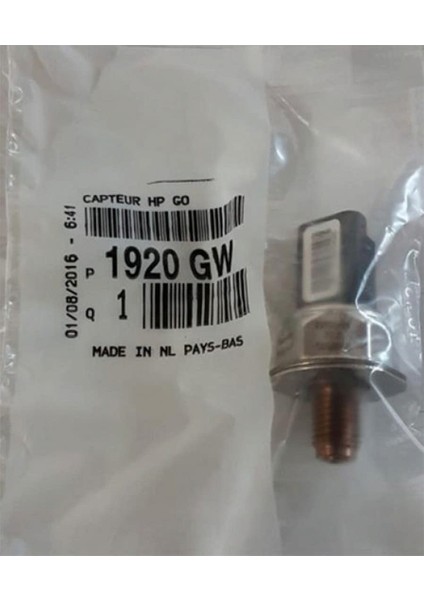 CAPTEUR HP GO
P 1920 GW
Q 1
MADE IN NL PAYS-BAS
01/08/2016 - 6:41